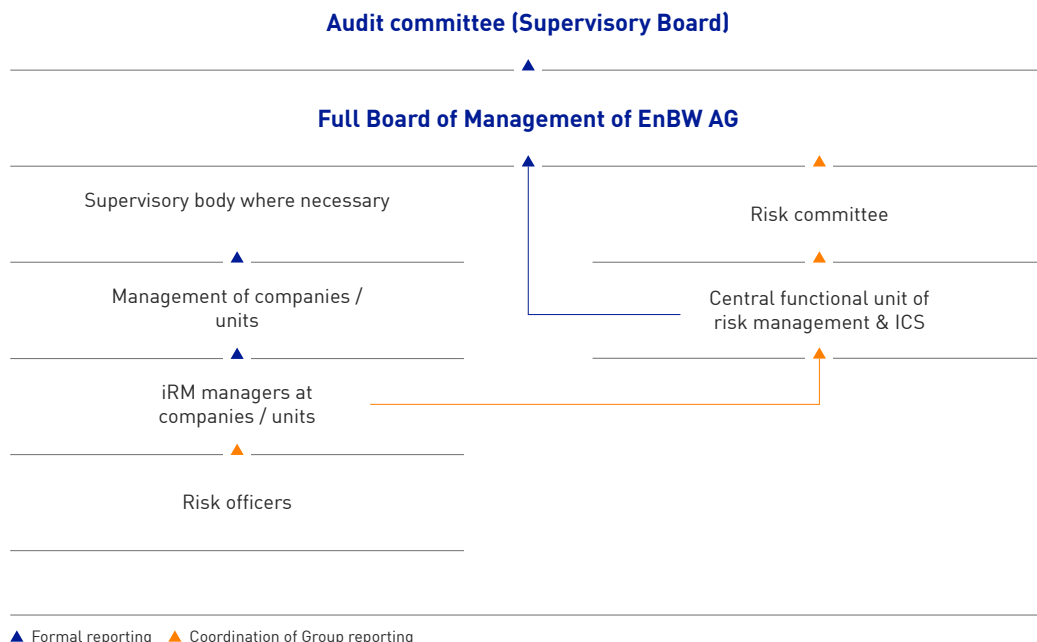 Audit committee (Supervisory Board)
Full Board of Management of EnBW AG
Supervisory body where necessary
Risk committee
Management of companies /
units
Central functional unit of
risk management & ICS
iRM managers at
companies / units
Risk officers
Formal reporting Coordination of Group reporting